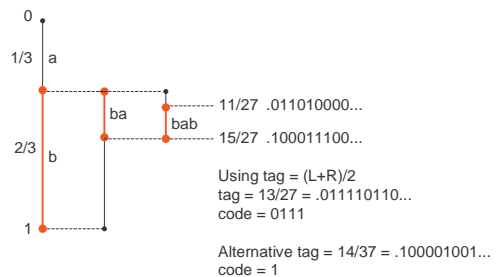 0
1/3 a
ba
bab
11/27 .011010000...
15/27 .100011100...
2/3 b
1
Using tag = (L+R)/2
tag = 13/27 = .011110110...
code = 0111
Alternative tag = 14/37 = .100001001...
code = 1